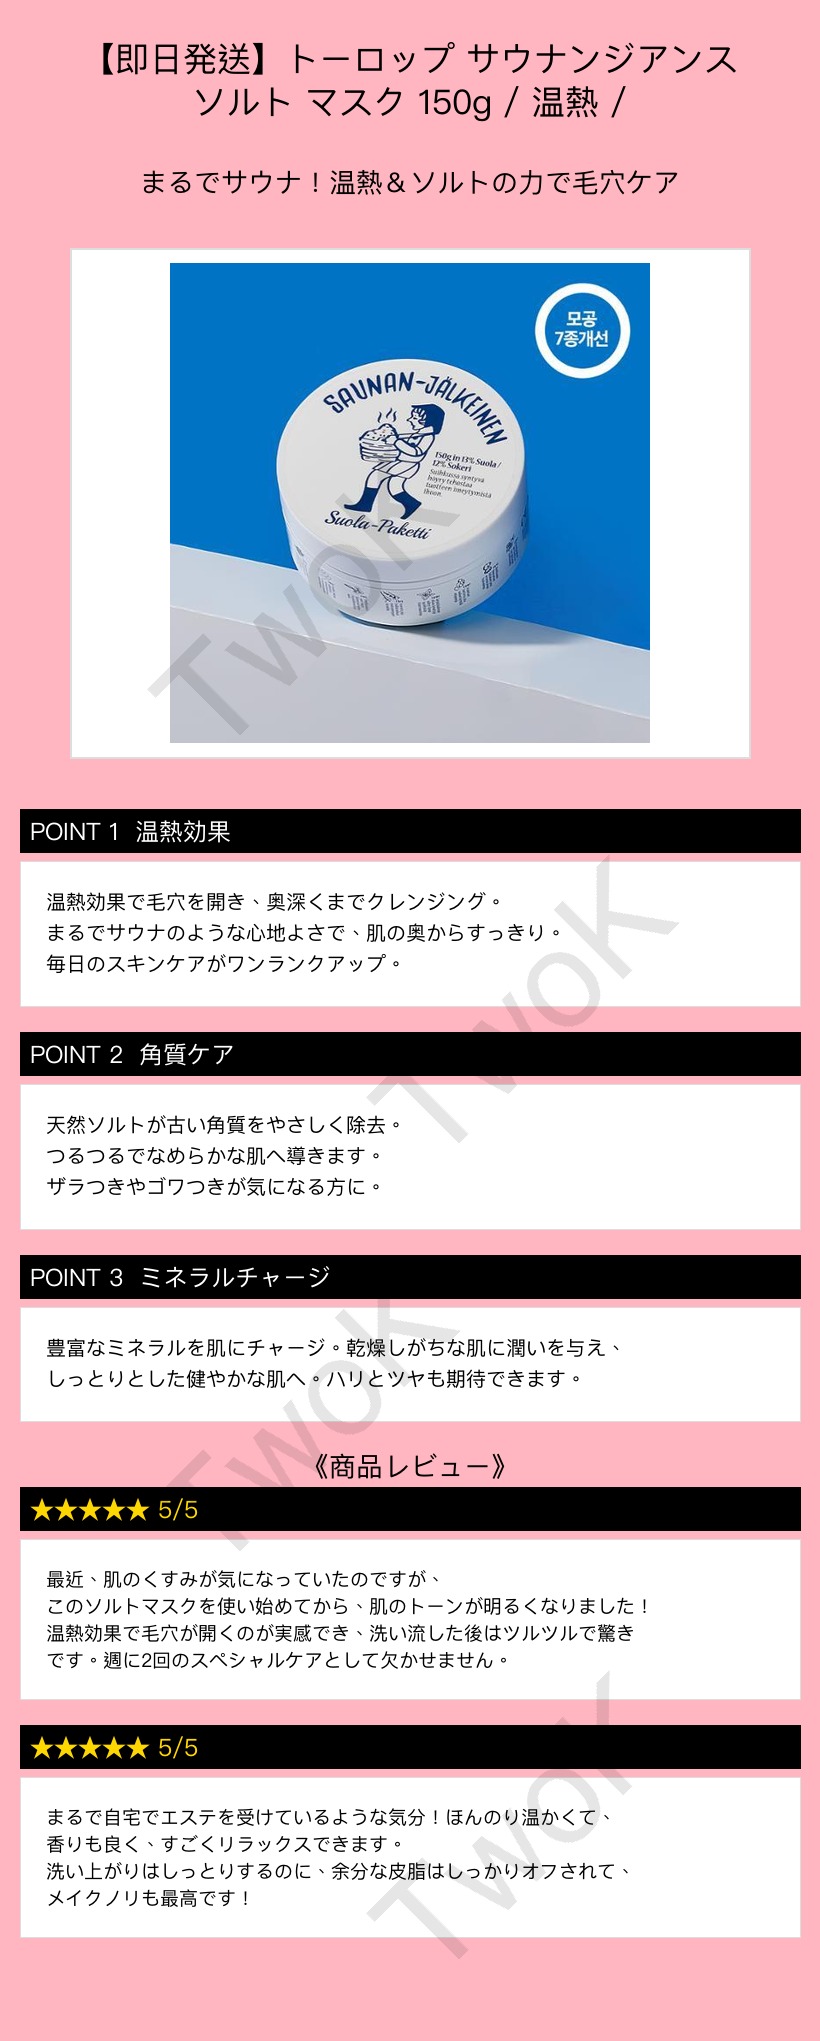 【即日発送】トーロップ サウナンジアンス
ソルト マスク 150g / 温熱 /
まるでサウナ！温熱＆ソルトの力で毛穴ケア
모공
7종개선
SAUNAN-JÄLKEINEN
150g in 13% Suola /
12% Sokeri
Suihkussa syntyvä
höyry tehostaa
tuotteen imeytymistä
ihoon.
Suola-Paketti
TwoK
POINT 1 温熱効果
温熱効果で毛穴を開き、奥深くまでクレンジング。
まるでサウナのような心地よさで、肌の奥からすっきり。
毎日のスキンケアがワンランクアップ。
TwoK
POINT 2 角質ケア
天然ソルトが古い角質をやさしく除去。
つるつるでなめらかな肌へ導きます。
ザラつきやゴワつきが気になる方に。
POINT 3 ミネラルチャージ
豊富なミネラルを肌にチャージ。乾燥しがちな肌に潤いを与え、
しっとりとした健やかな肌へ。ハリとツヤも期待できます。
TwoK
《商品レビュー》
★★★★★ 5/5
最近、肌のくすみが気になっていたのですが、
このソルトマスクを使い始めてから、肌のトーンが明るくなりました！
温熱効果で毛穴が開くのが実感でき、洗い流した後はツルツルで驚き
です。週に2回のスペシャルケアとして欠かせません。
★★★★★ 5/5
まるで自宅でエステを受けているような気分！ほんのり温かくて、
香りも良く、すごくリラックスできます。
洗い上がりはしっとりするのに、余分な皮脂はしっかりオフされて、
メイクノリも最高です！
TwoK